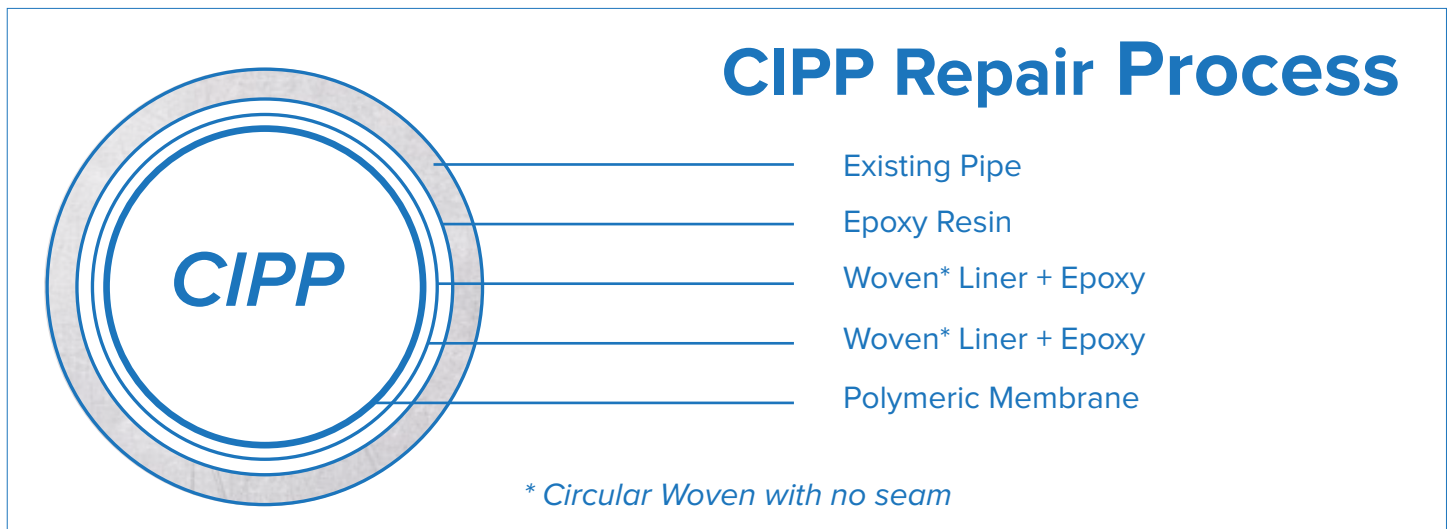 CIPP Repair Process
CIPP
Existing Pipe
Epoxy Resin
Woven* Liner + Epoxy
Woven* Liner + Epoxy
Polymeric Membrane
* Circular Woven with no seam